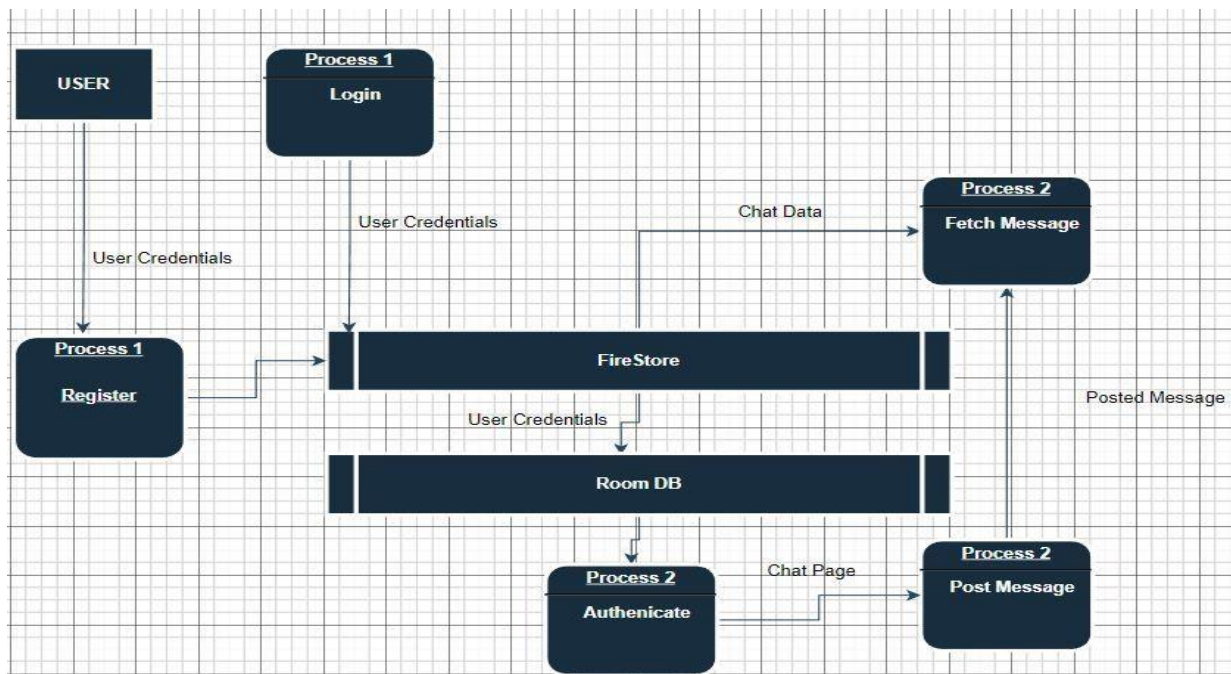 USER
Process 1
Login
User Credentials
User Credentials
Chat Data
Process 2
Fetch Message
Process 1
Register
FireStore
User Credentials
Posted Message
Room DB
Process 2
Authenicate
Chat Page
Process 2
Post Message